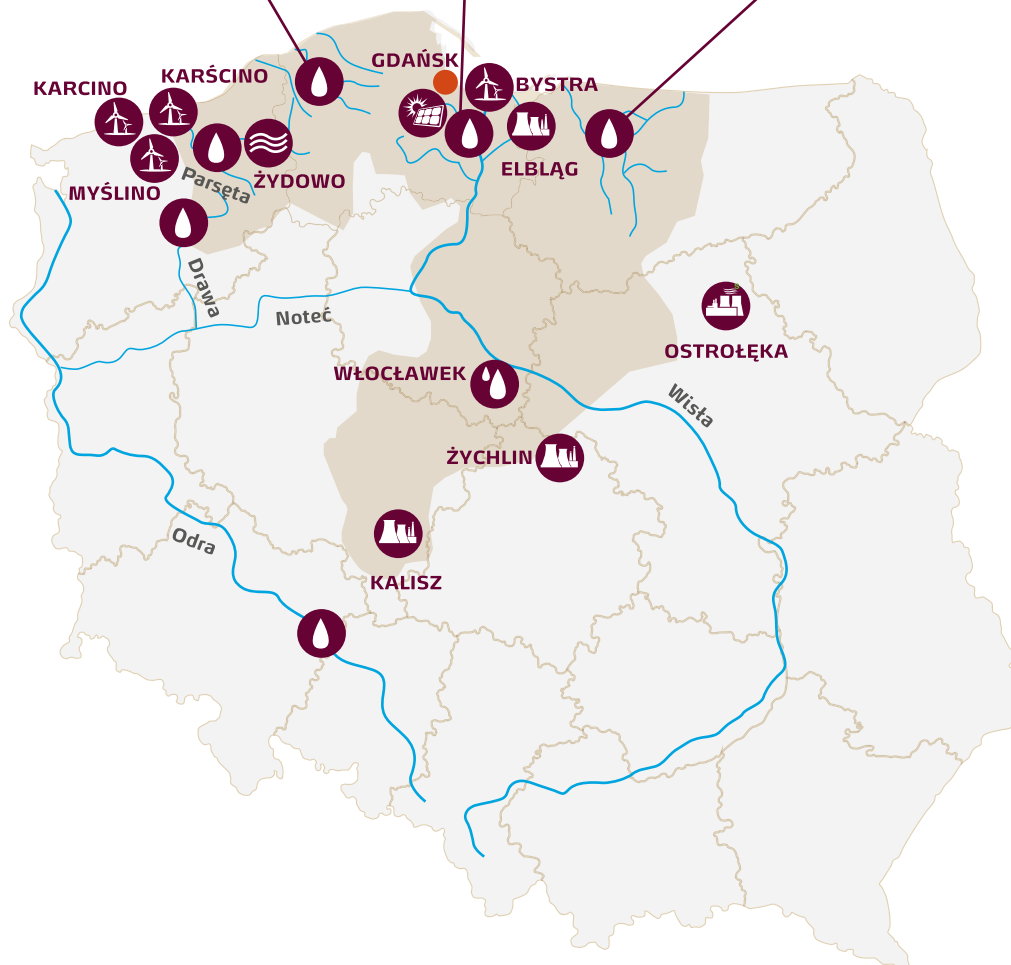 GDAŃSK
KARŚCINO
BYSTRA
KARCINO
ELBLĄG
ŻYDOWO
Parsęta
MYŚLINO
Drawa
Noteć
OSTROŁĘKA
WŁOCŁAWEK
Wisła
ŻYCHLIN
Odra
KALISZ